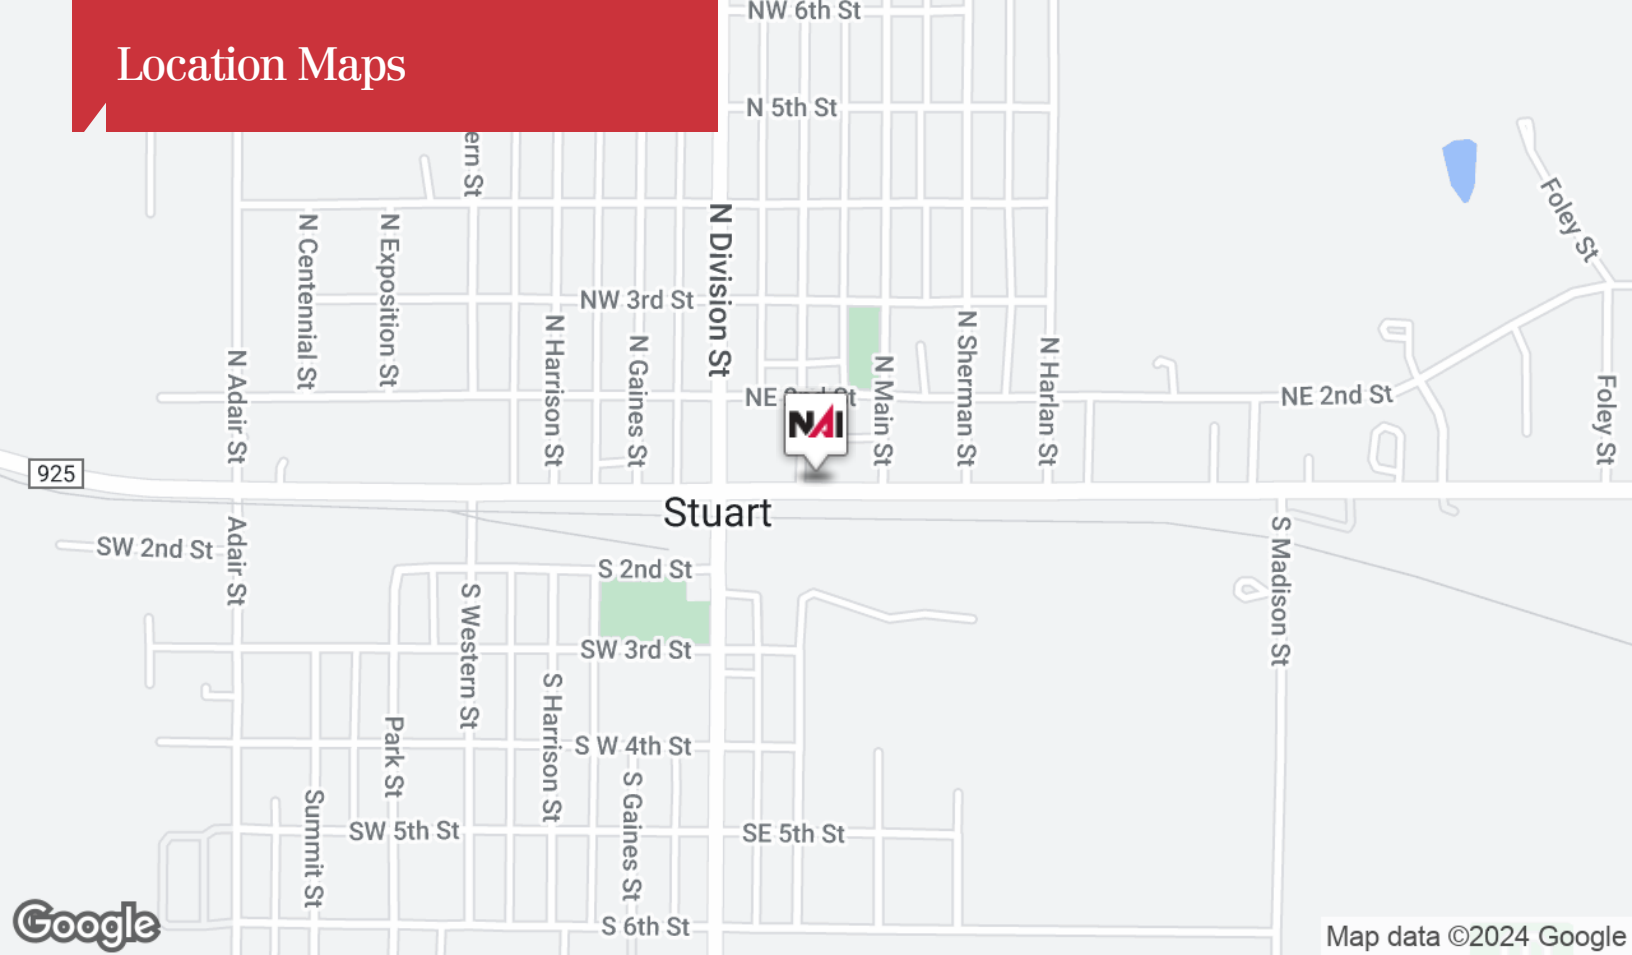 Location Maps
NW 6th St
N 5th St
ern St
Foley St
N Centennial St
N Exposition St
N Division St
NW 3rd St
N Adair St
N Harrison St
N Gaines St
N Main St
N Sherman St
N Harlan St
NE 2nd St
NE 2nd St
Foley St
NAI
925
Stuart
SW 2nd St
Adair St
S 2nd St
S Madison St
S Western St
SW 3rd St
S Harrison St
Park St
S W 4th St
S Gaines St
Summit St
SW 5th St
SE 5th St
S 6th St
Google
Map data ©2024 Google